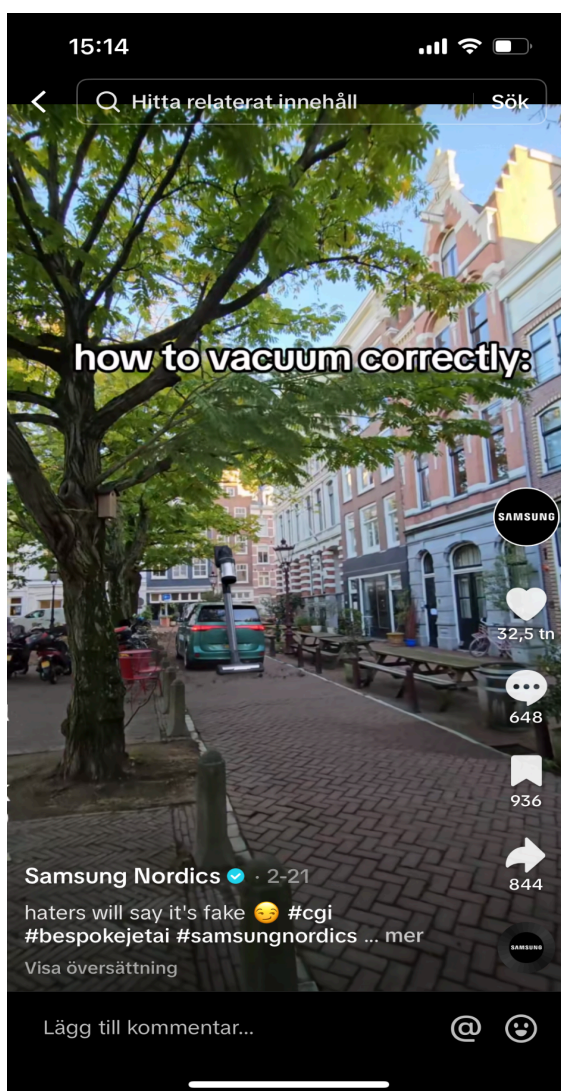 15:14
Hitta relaterat innehåll
Sök
how to vacuum correctly:
SAMSUNG
32,5 tn
648
936
844
Samsung Nordics · 2-21
haters will say it's fake 😏 #cgi
#bespokejetai #samsungnordics ... mer
Visa översättning
SAMSUNG
Lägg till kommentar...